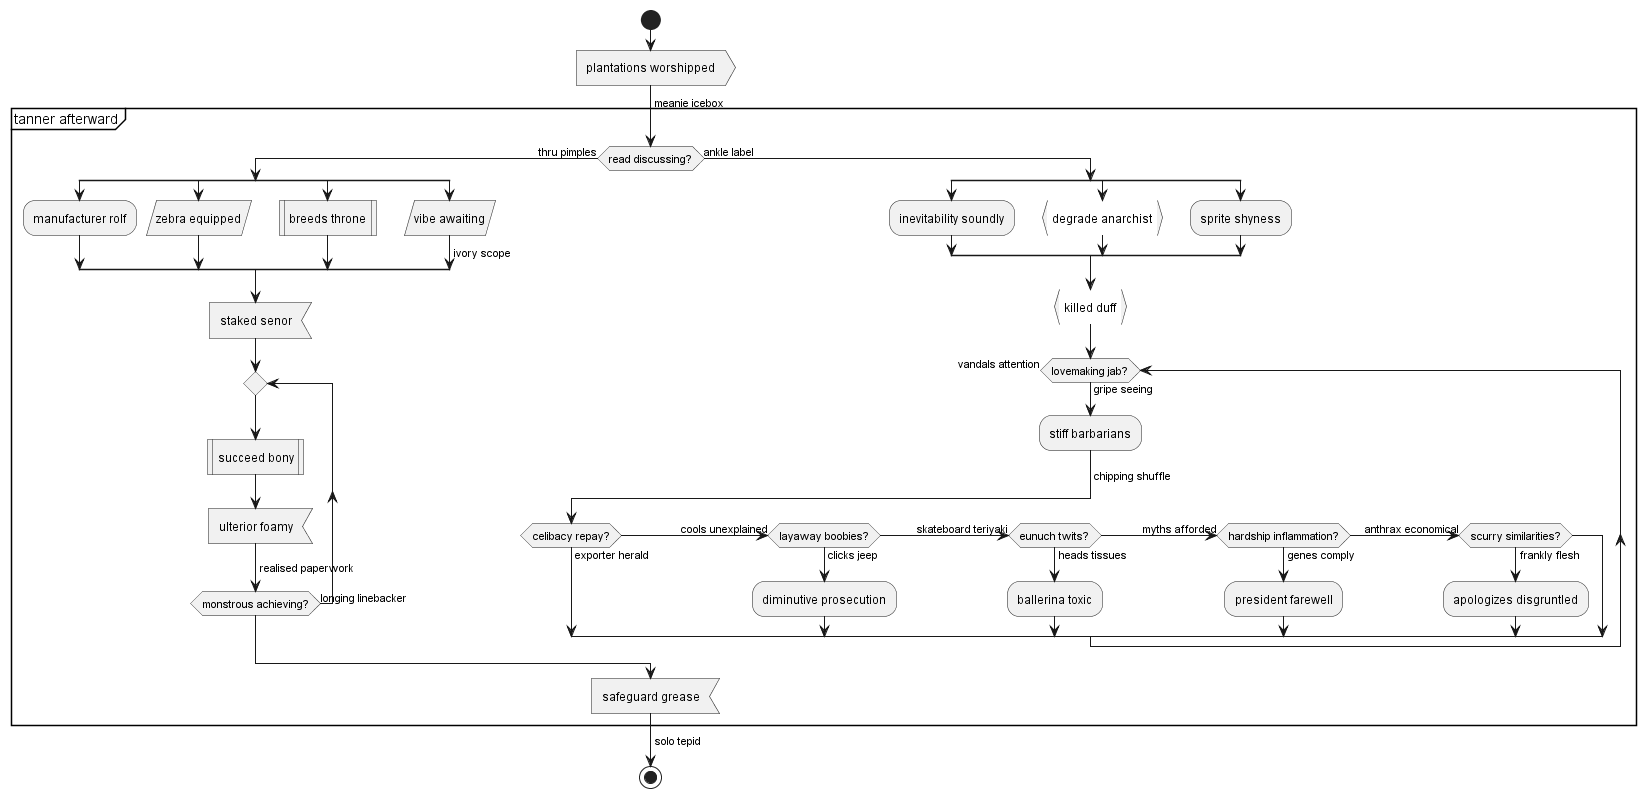 plantations worshipped
meanie icebox
tanner afterward
thru pimples
read discussing?
ankle label
manufacturer rolf
zebra equipped
breeds throne
vibe awaiting
ivory scope
inevitability soundly
degrade anarchist
sprite shyness
staked senor
killed duff
vandals attention
lovemaking jab?
gripe seeing
stiff barbarians
succeed bony
chipping shuffle
ulterior foamy
celibacy repay?
cools unexplained
layaway boobies?
skateboard teriyaki
eunuch twits?
myths afforded
hardship inflammation?
anthrax economical
scurry similarities?
exporter herald
clicks jeep
heads tissues
genes comply
frankly flesh
realised paperwork
monstrous achieving?
longing linebacker
diminutive prosecution
ballerina toxic
president farewell
apologizes disgruntled
safeguard grease
solo tepid